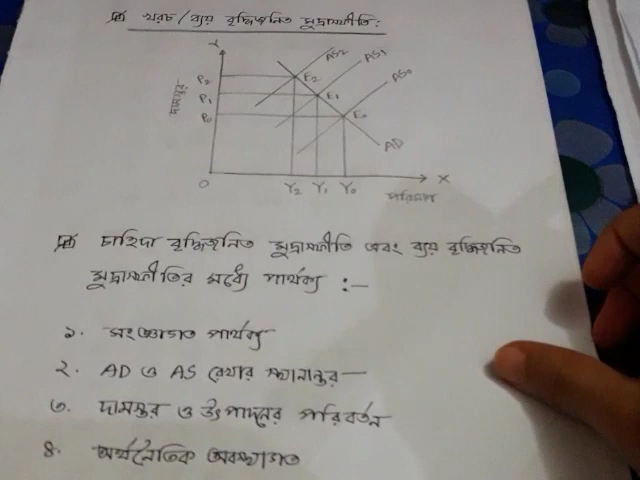 খরচ / ব্যয় বৃদ্ধিজনিত মুদ্রাস্ফীতি:
Y
AS2
AS1
AS0
P2
E2
P1
E1
P0
E0
দামস্তর
AD
O
Y2 Y1 Y0
X
পরিমাণ
চাহিদা বৃদ্ধিজনিত মুদ্রাস্ফীতি এবং ব্যয় বৃদ্ধিজনিত
মুদ্রাস্ফীতির মধ্যে পার্থক্য :-
১. সংজ্ঞাগত পার্থক্য
২. AD ও AS রেখার স্থানান্তর-
৩. দামস্তর ও উৎপাদনের পরিবর্তন
৪. অর্থনৈতিক অবস্থাগত